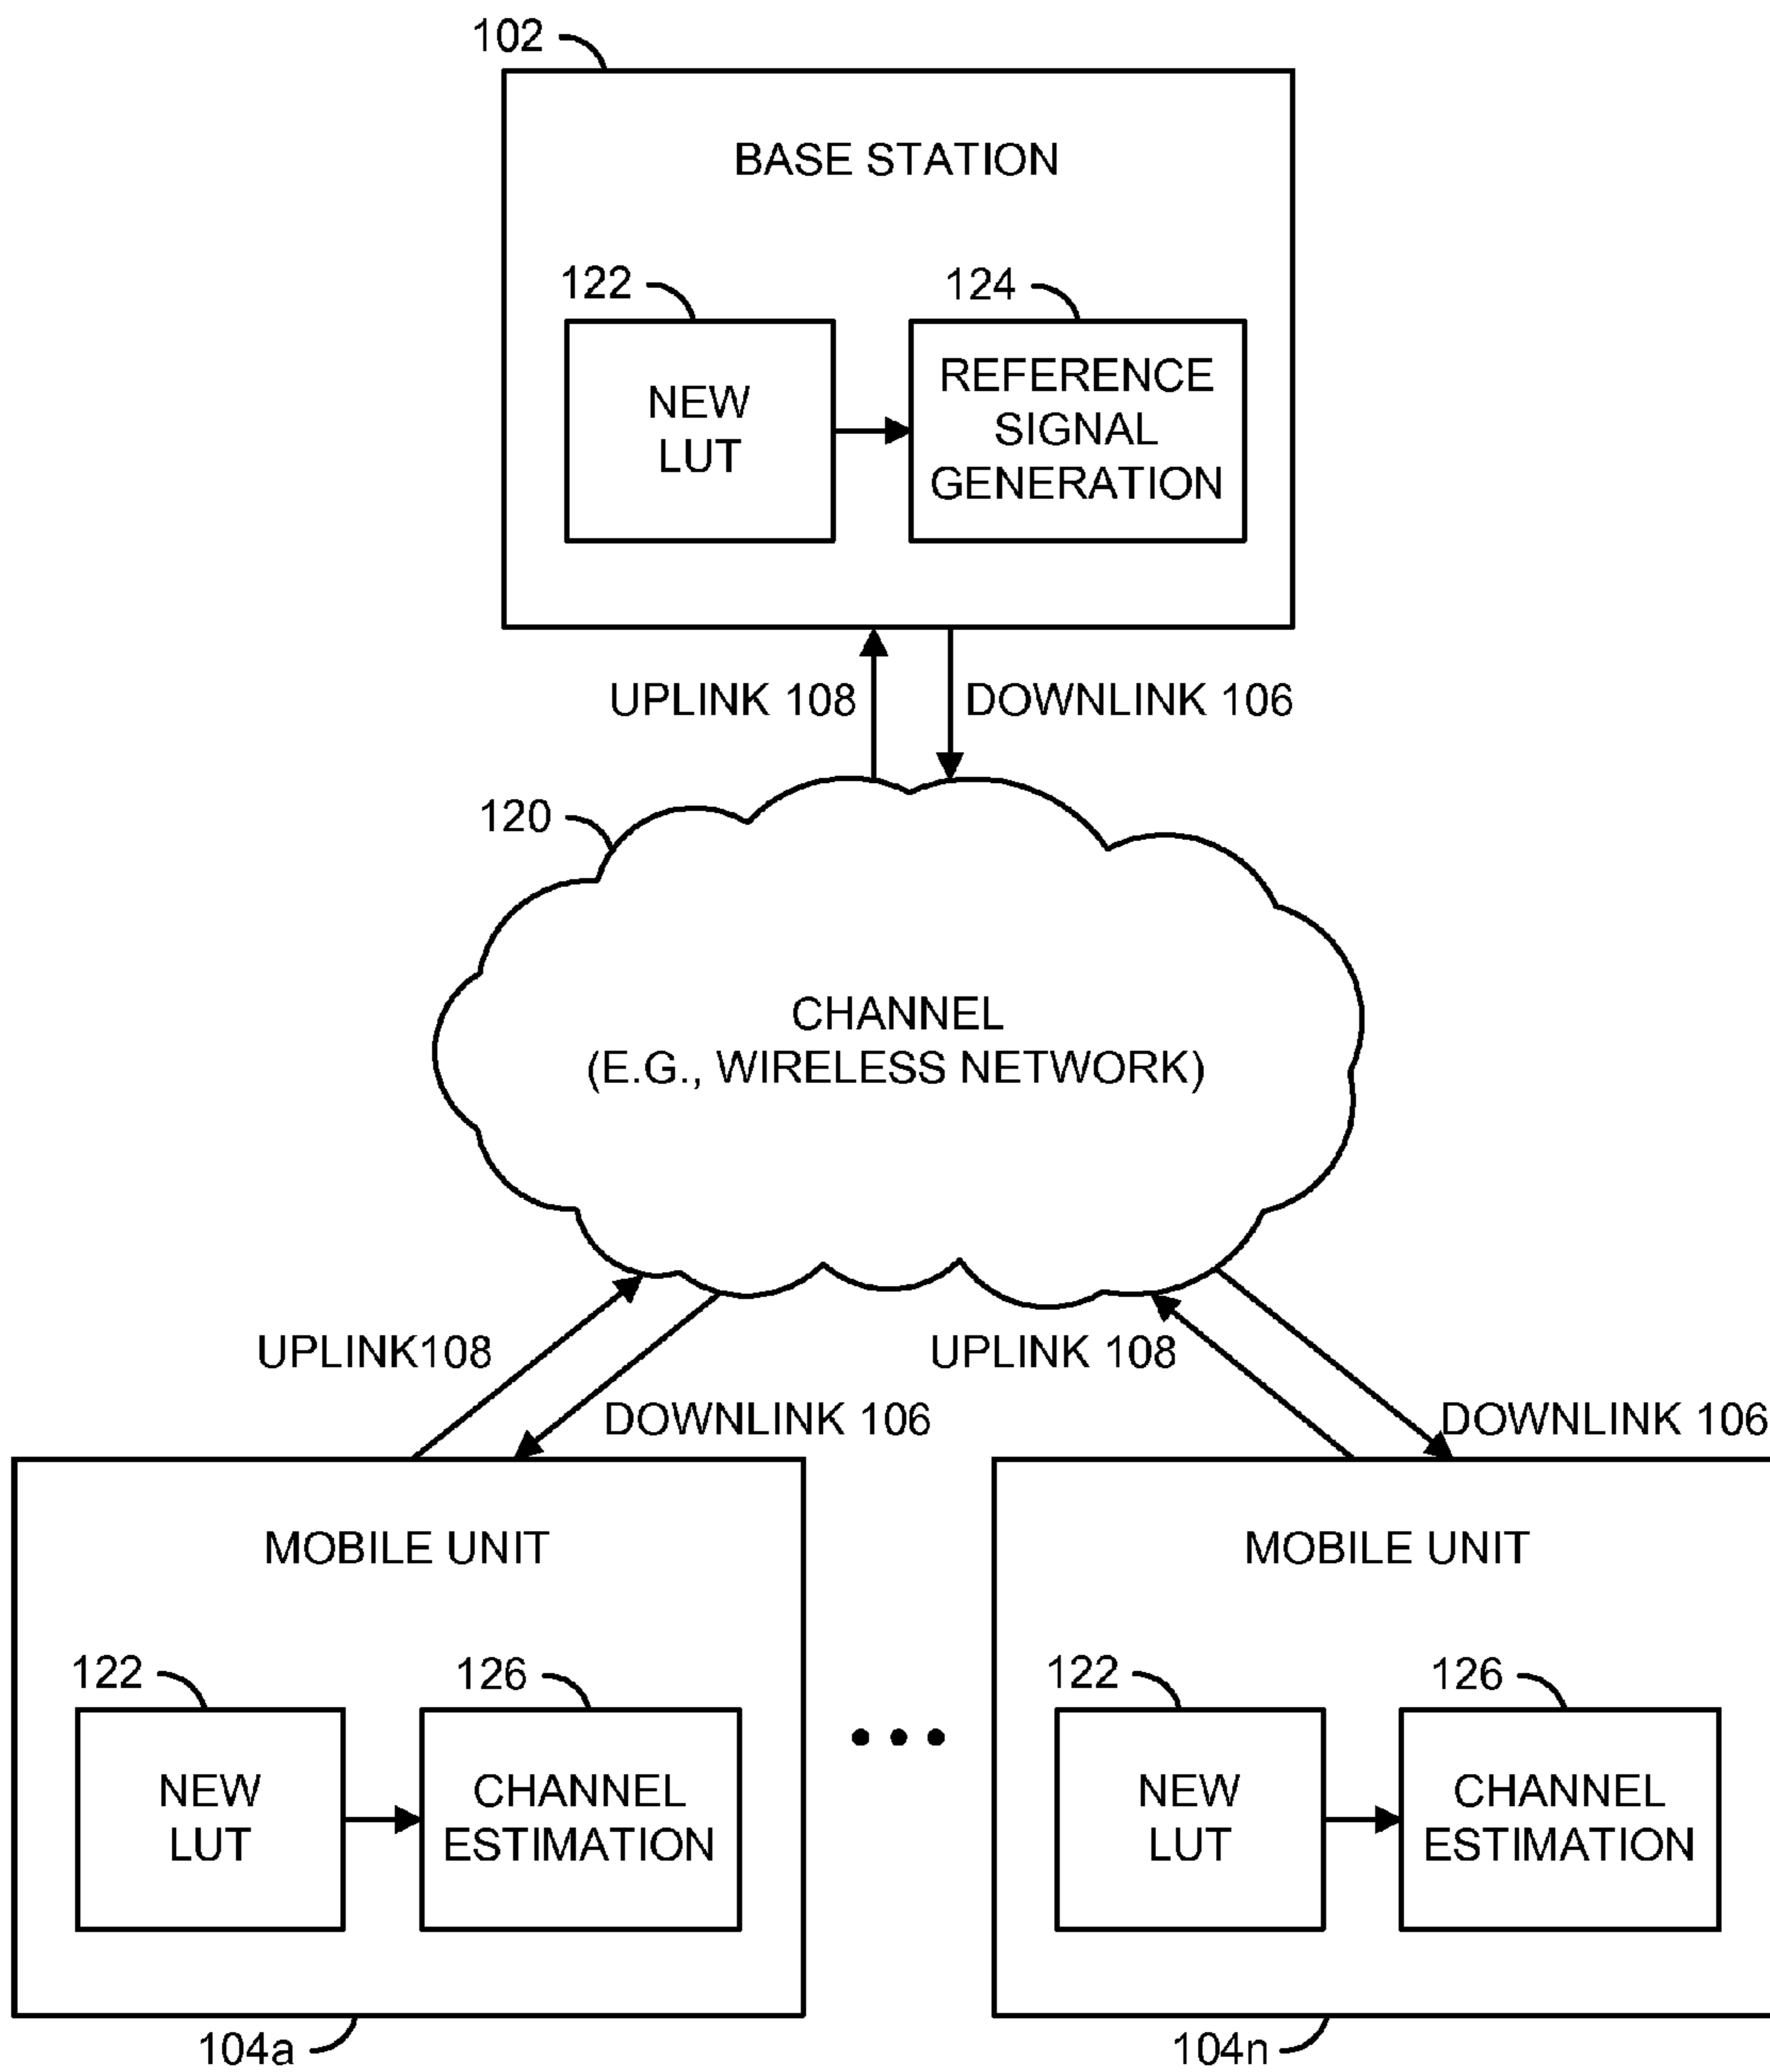 102
BASE STATION
122
124
NEW
LUT
REFERENCE
SIGNAL
GENERATION
UPLINK 108
DOWNLINK 106
120
CHANNEL
(E.G., WIRELESS NETWORK)
UPLINK108
DOWNLINK 106
UPLINK 108
DOWNLINK 106
MOBILE UNIT
122
126
NEW
LUT
CHANNEL
ESTIMATION
104a
MOBILE UNIT
122
126
NEW
LUT
CHANNEL
ESTIMATION
104n